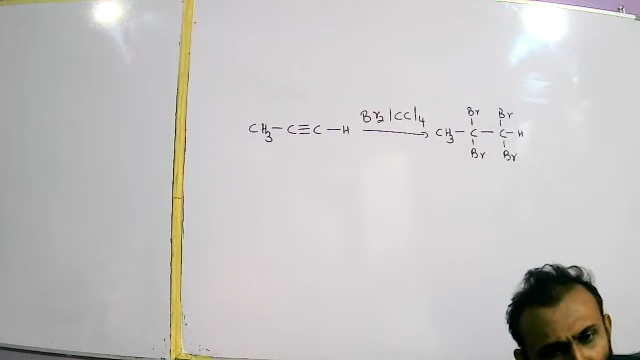 Br Br
Br₂/CCl₄
CH₃ – C ≡ C – H ⟶ CH₃ – C – C – H
Br Br